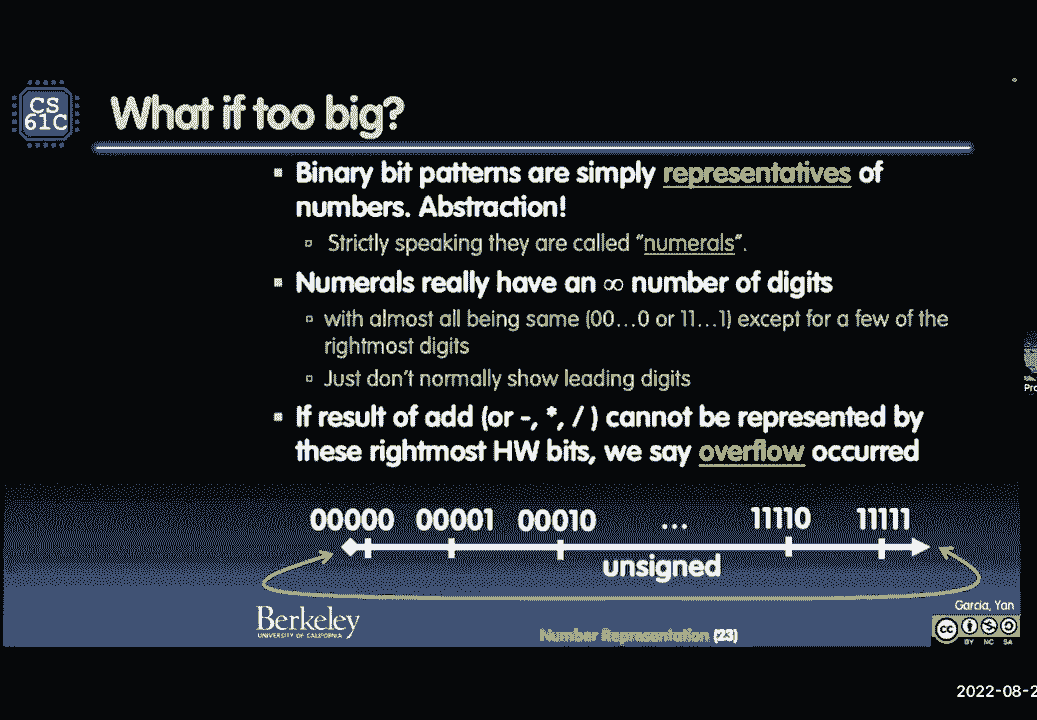 CS
61C
What if too big?
Binary bit patterns are simply representatives of
numbers. Abstraction!
Strictly speaking they are called "numerals".
Numerals really have an ∞ number of digits
with almost all being same (00...0 or 11...1) except for a few of the
rightmost digits
Just don't normally show leading digits
If result of add (or -, *, / ) cannot be represented by
these rightmost HW bits, we say overflow occurred
00000 00001 00010 ... 11110 11111
unsigned
Berkeley
UNIVERSITY OF CALIFORNIA
Number Representation (23)
Garcia, Yan
cc
BY NC SA
2022-08-2